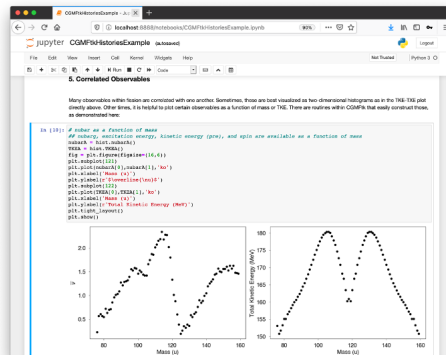 CGMFtkHistoriesExample - Ju
localhost:8888/notebooks/CGMFtkHistoriesExample.ipynb
80%
jupyter CGMFtkHistoriesExample (autosaved)
Logout
File Edit View Insert Cell Kernel Widgets Help
Not Trusted
Python 3
Run
Code
5. Correlated Observables
Many observables within fission are correlated with one another. Sometimes, those are best visualized as two-dimensional histograms as in the TKE-TXE plot
directly above. Other times, it is helpful to plot certain observables as a function of mass or TKE. There are routines within CGMFtk that easily construct those,
as demonstrated here:
# nubar as a function of mass
## nubarg, excitation energy, kinetic energy (pre), and spin are available as a function of mass
nubarA = hist.nubarA()
TKEA = hist.TKEA()
fig = plt.figure(figsize=(16,6))
plt.subplot(121)
plt.plot(nubarA[0],nubarA[1],'ko')
plt.xlabel('Mass (u)')
plt.ylabel(r'$\overline{\nu}$')
plt.subplot(122)
plt.plot(TKEA[0],TKEA[1],'ko')
plt.xlabel('Mass (u)')
plt.ylabel(r'Total Kinetic Energy (MeV)')
plt.tight_layout()
plt.show()
2.0
1.5
1.0
0.5
80 100 120 140 160
Mass (u)
Total Kinetic Energy (MeV)
180
175
170
165
160
155
150
80 100 120 140 160
Mass (u)